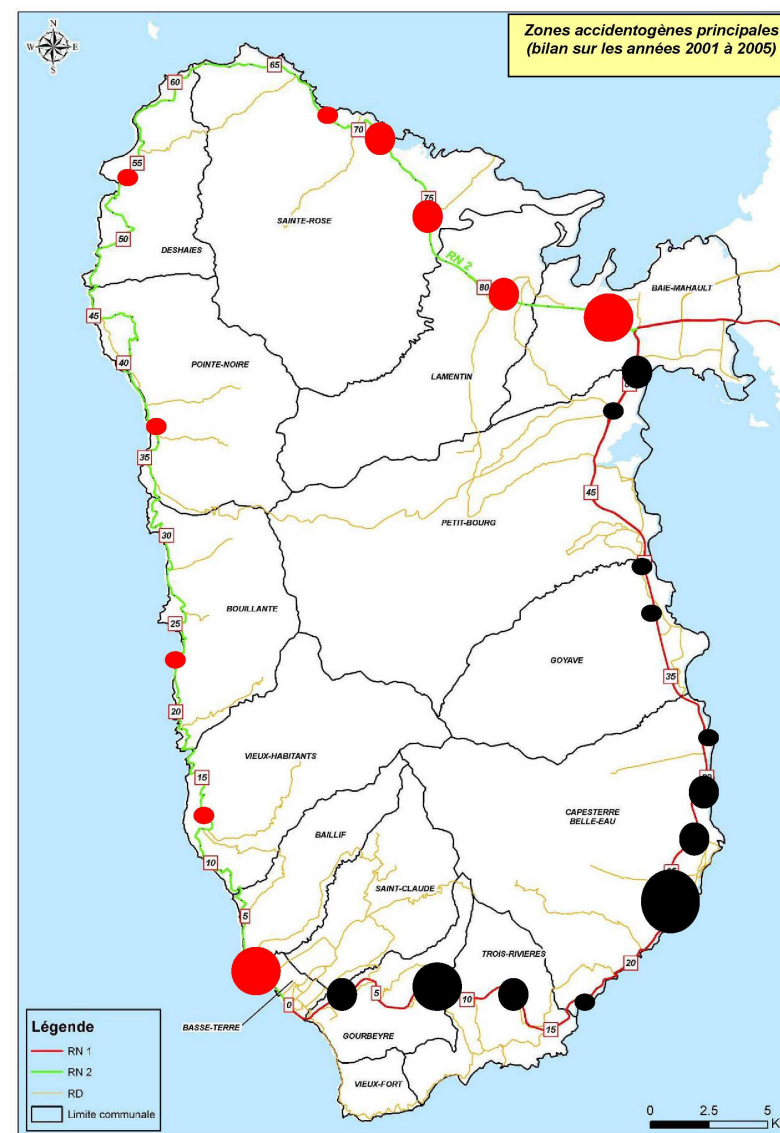 Zones accidentogènes principales
(bilan sur les années 2001 à 2005)
N
W
E
S
65
60
70
55
75
SAINTE-ROSE
50
DESHAIES
RN 2
80
BAIE-MAHAULT
45
40
POINTE-NOIRE
LAMENTIN
35
45
30
PETIT-BOURG
BOUILLANTE
25
GOYAVE
35
20
VIEUX-HABITANTS
15
CAPESTERRE
BELLE-EAU
BAILLIF
10
SAINT-CLAUDE
5
TROIS-RIVIERES
20
5
10
0
15
BASSE-TERRE
GOURBEYRE
VIEUX-FORT
Légende
RN 1
RN 2
RD
Limite communale
0 2.5 5